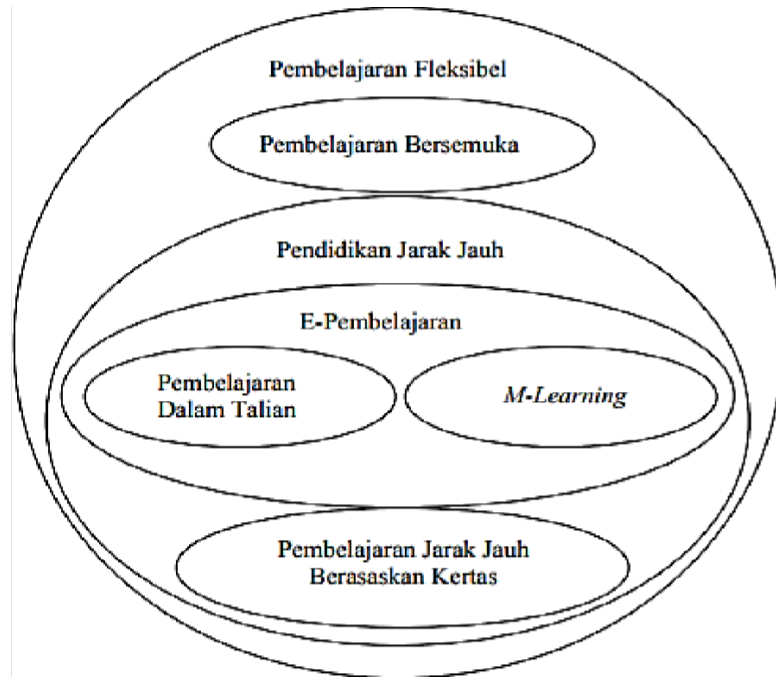 Pembelajaran Fleksibel
Pembelajaran Bersemuka
Pendidikan Jarak Jauh
E-Pembelajaran
Pembelajaran
Dalam Talian
M-Learning
Pembelajaran Jarak Jauh
Berasaskan Kertas